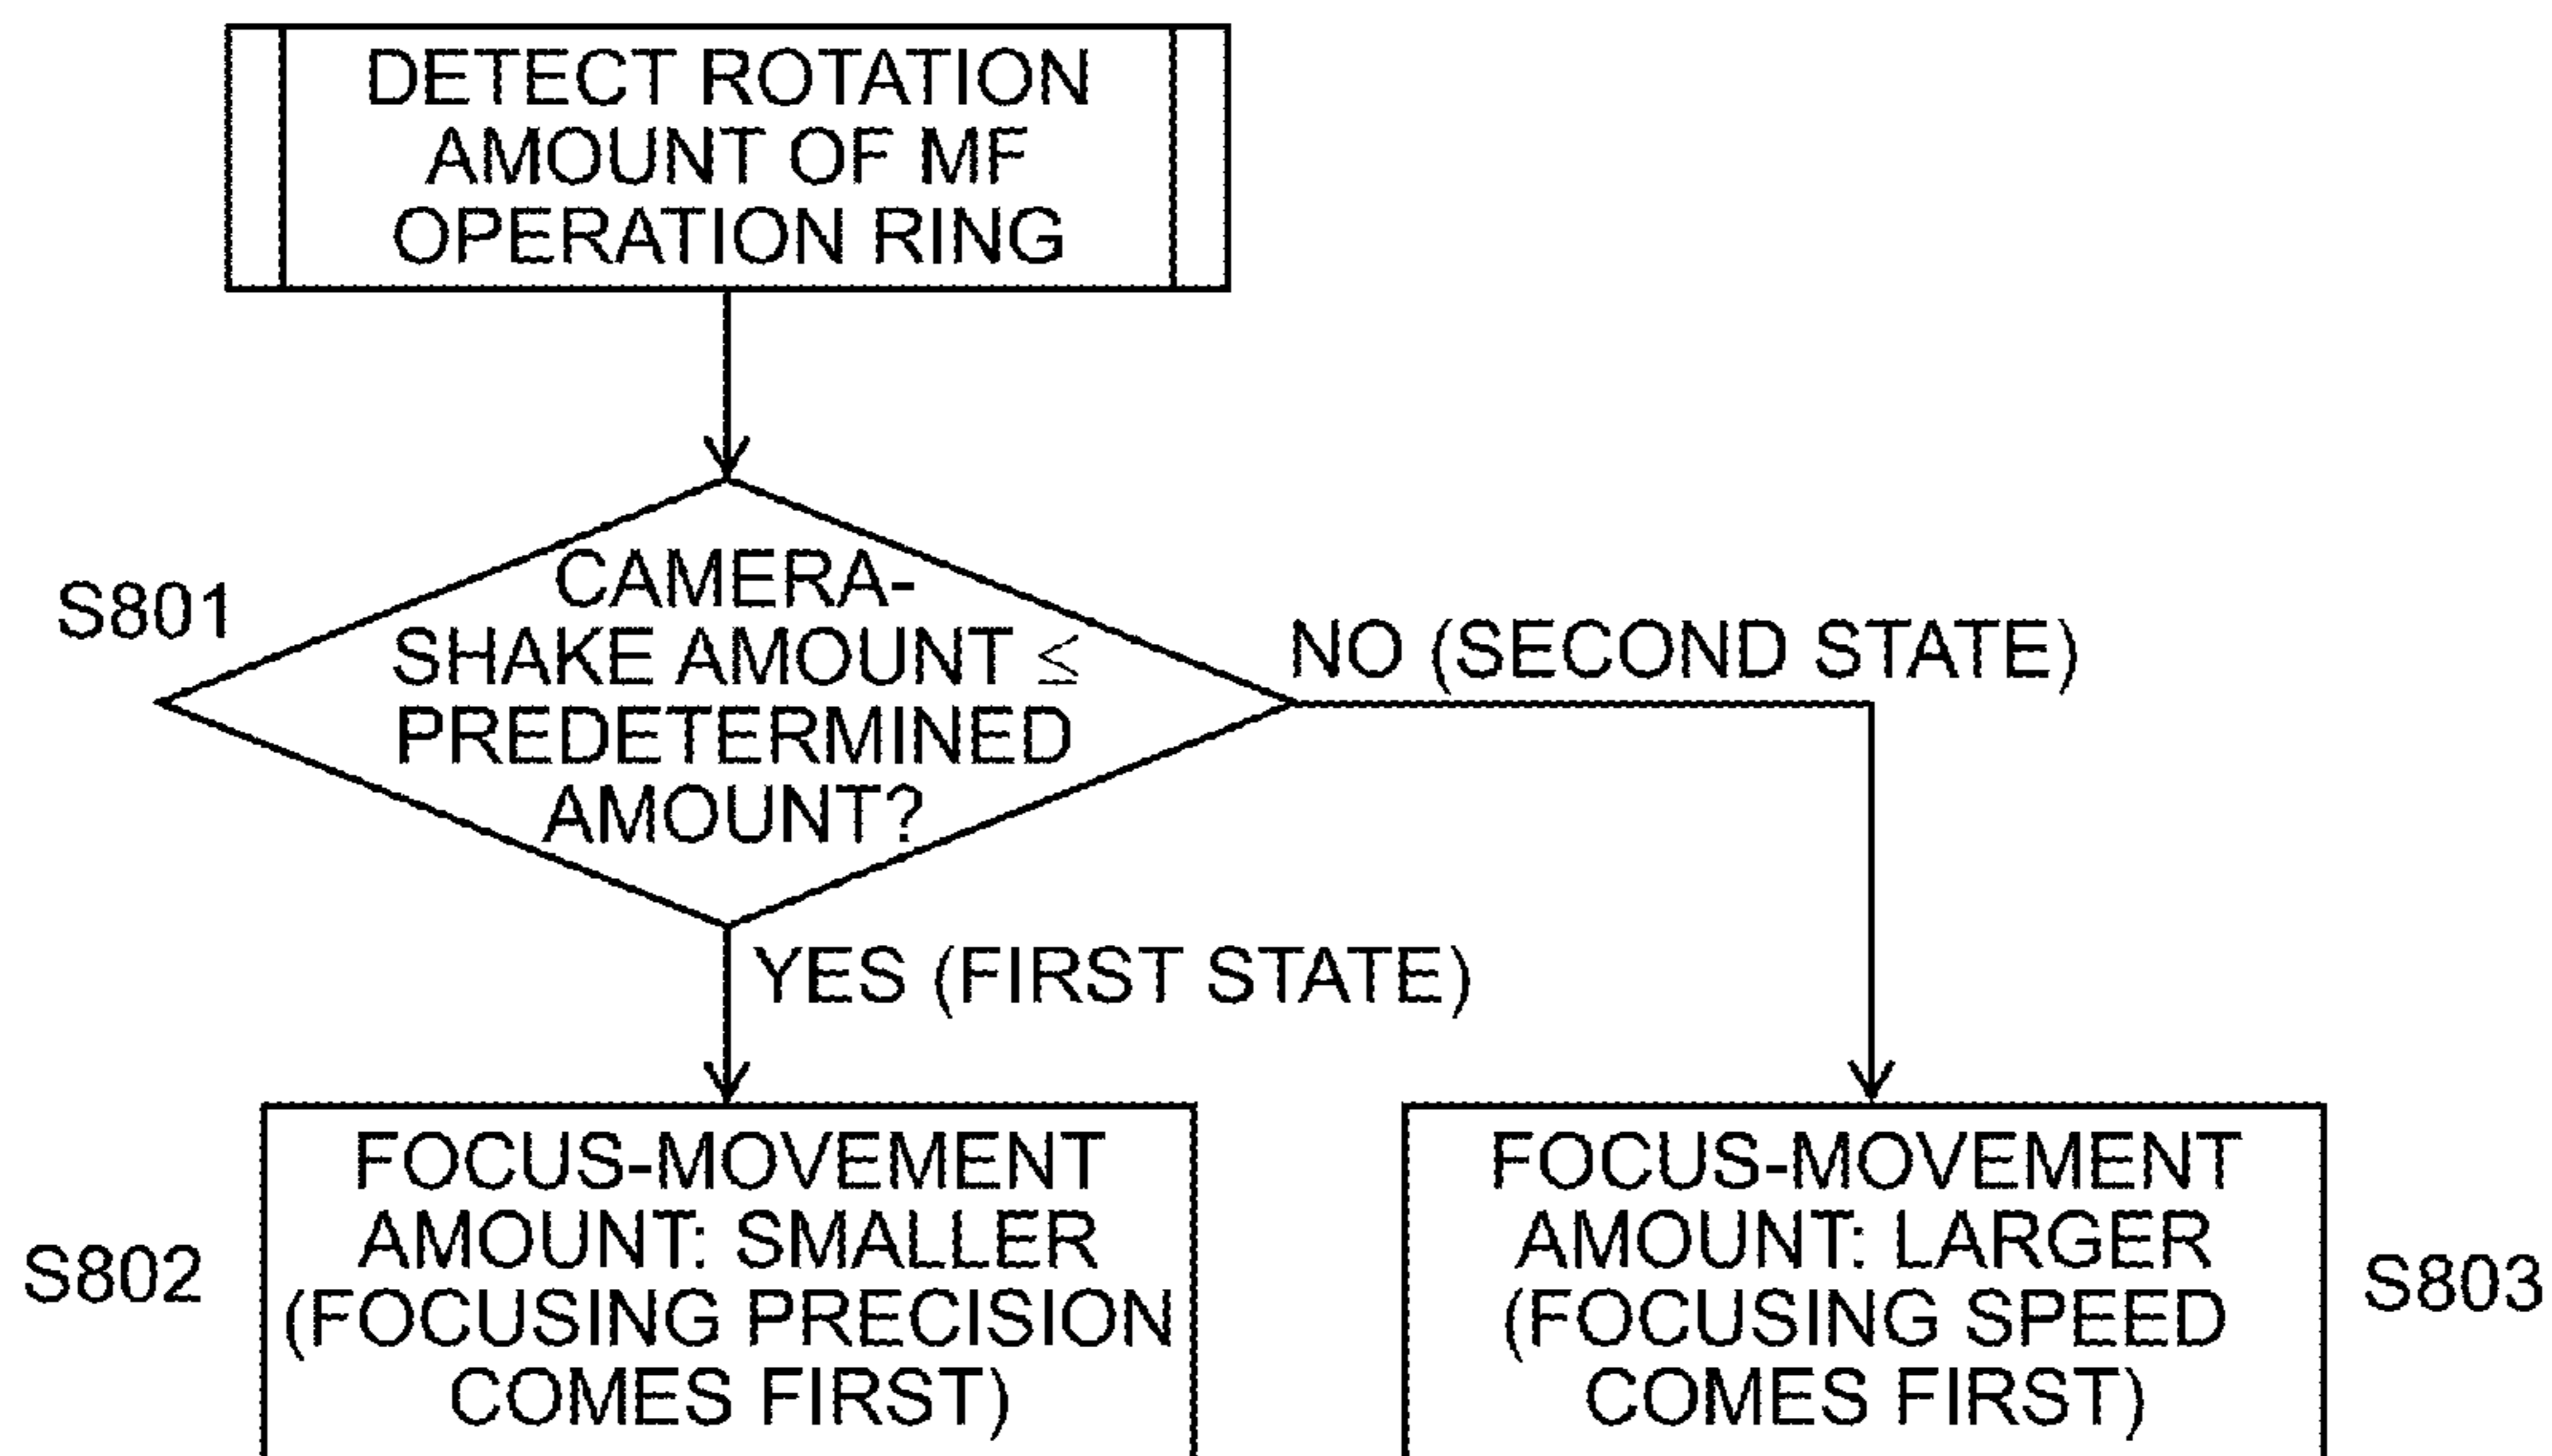 DETECT ROTATION
AMOUNT OF MF
OPERATION RING
S801
CAMERA-
SHAKE AMOUNT ≤
PREDETERMINED
AMOUNT?
NO (SECOND STATE)
YES (FIRST STATE)
S802
FOCUS-MOVEMENT
AMOUNT: SMALLER
(FOCUSING PRECISION
COMES FIRST)
FOCUS-MOVEMENT
AMOUNT: LARGER
(FOCUSING SPEED
COMES FIRST)
S803